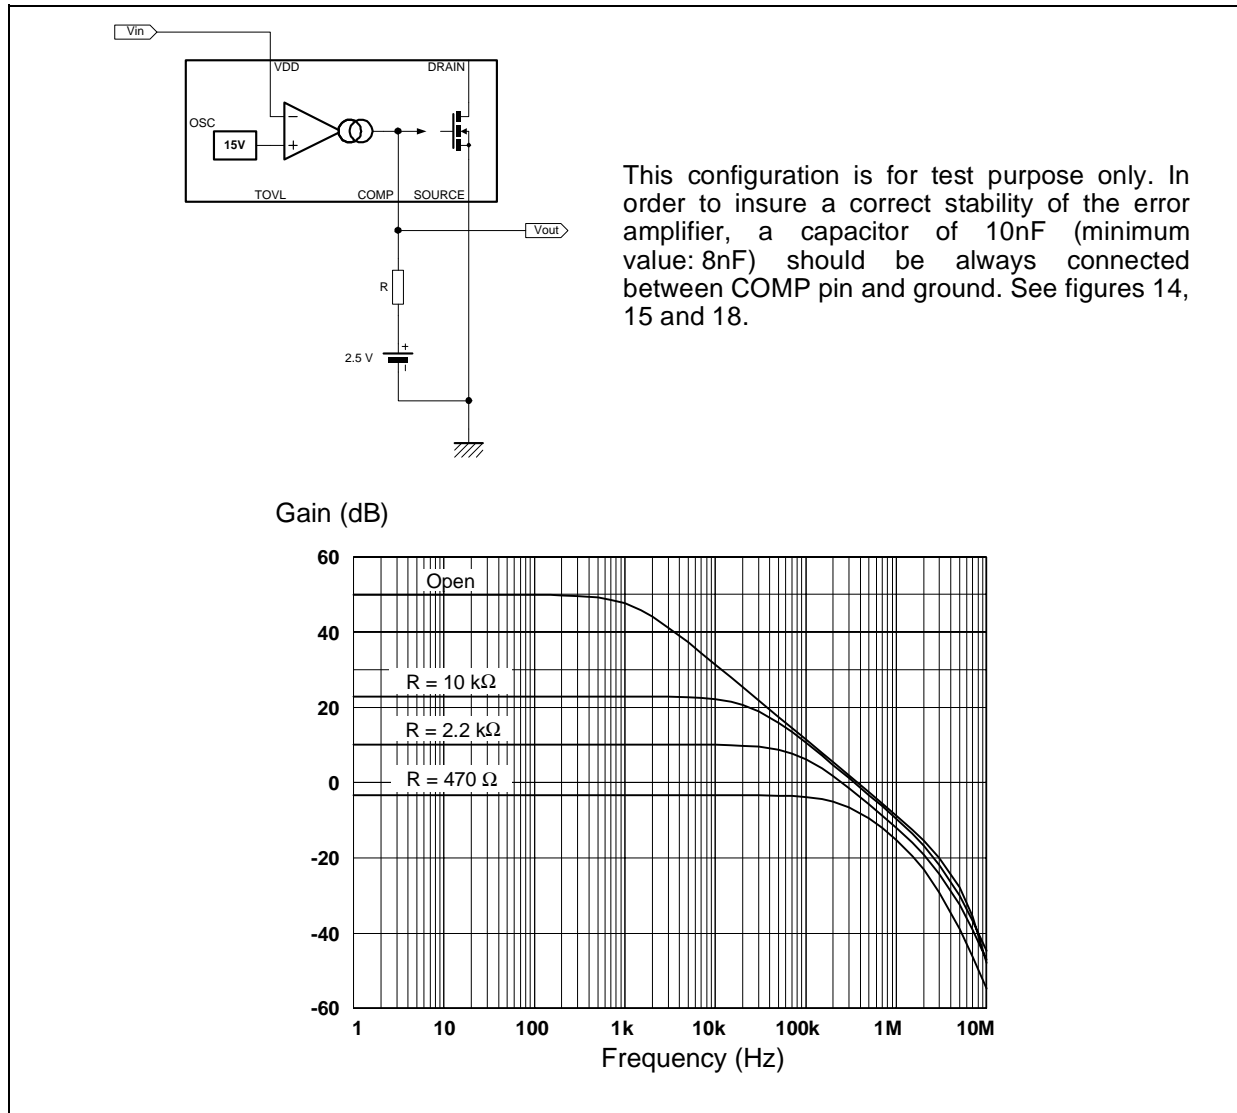 Vin
VDD
DRAIN
OSC
15V
TOVL
COMP
SOURCE
Vout
R
2.5 V
This configuration is for test purpose only. In
order to insure a correct stability of the error
amplifier, a capacitor of 10nF (minimum
value: 8nF) should be always connected
between COMP pin and ground. See figures 14,
15 and 18.
Gain (dB)
60
40
20
0
-20
-40
-60
Open
R = 10 kΩ
R = 2.2 kΩ
R = 470 Ω
1 10 100 1k 10k 100k 1M 10M
Frequency (Hz)